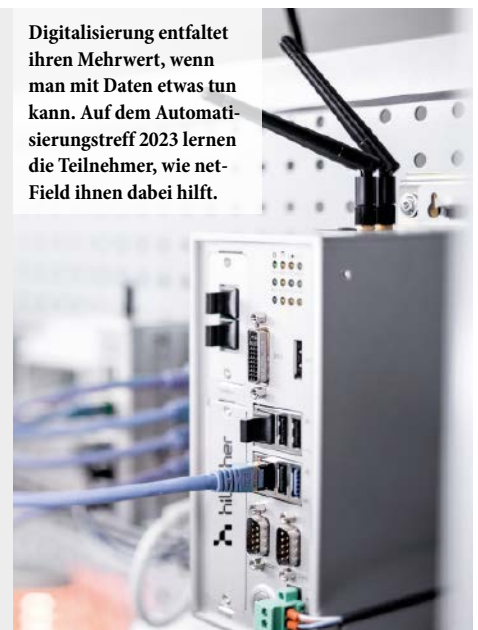 Digitalisierung entfaltet
ihren Mehrwert, wenn
man mit Daten etwas tun
kann. Auf dem Automati-
sierungstreff 2023 lernen
die Teilnehmer, wie net-
Field ihnen dabei hilft.
hilscher